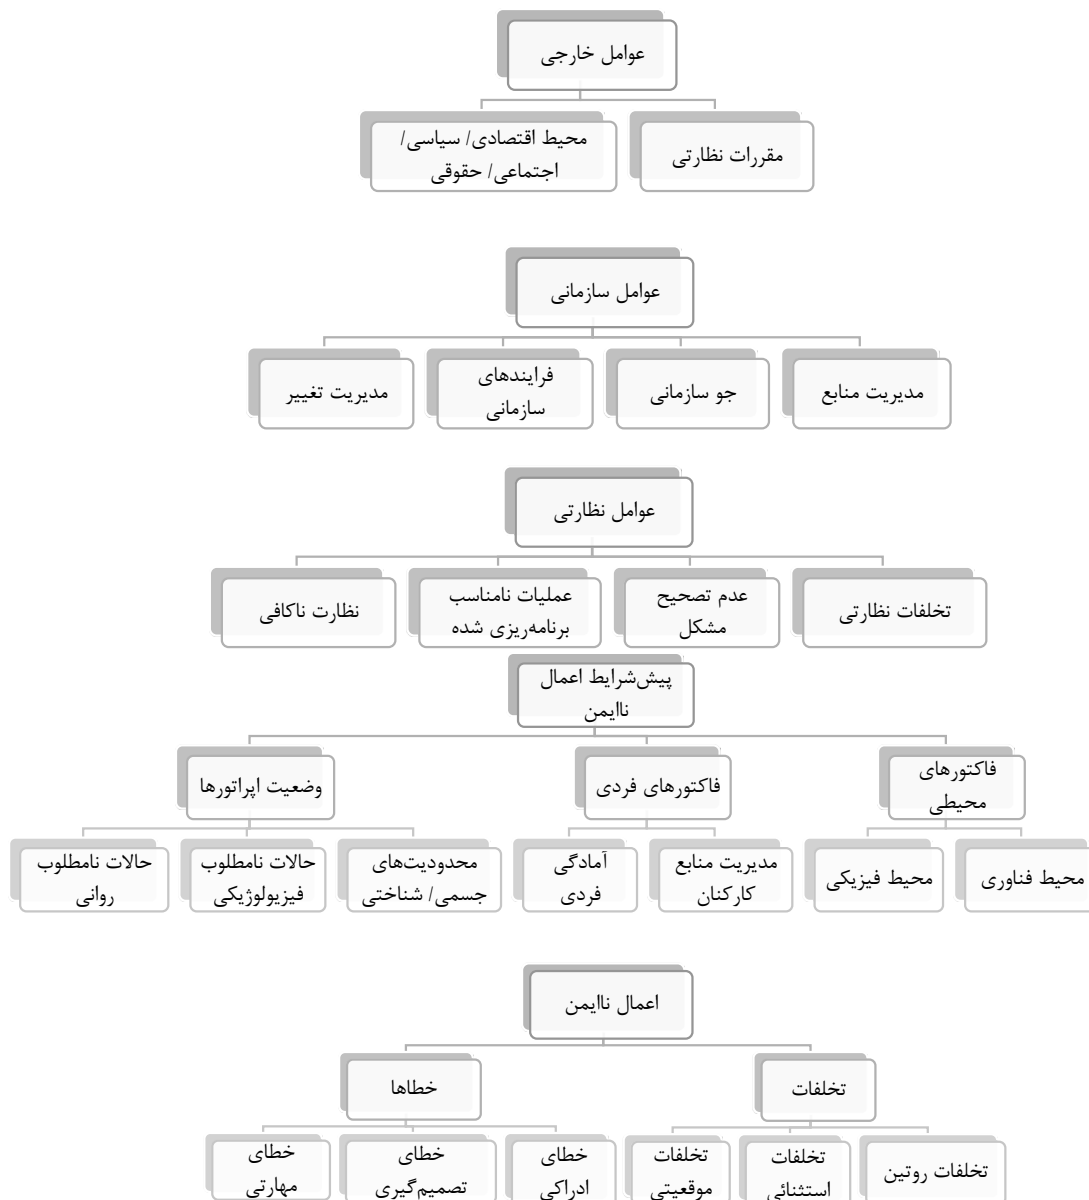 عوامل خارجی
مقررات نظارتی
محیط اقتصادی/ سیاسی/
اجتماعی/ حقوقی
عوامل سازمانی
مدیریت منابع
جو سازمانی
فرایندهای
سازمانی
مدیریت تغییر
عوامل نظارتی
تخلفات نظارتی
عدم تصحیح
مشکل
عملیات نامناسب
برنامه‌ریزی شده
نظارت ناکافی
پیش‌شرایط اعمال
ناایمن
فاکتورهای
محیطی
فاکتورهای فردی
وضعیت اپراتورها
محیط فناوری
محیط فیزیکی
مدیریت منابع
کارکنان
آمادگی
فردی
محدودیت‌های
جسمی/ شناختی
حالات نامطلوب
فیزیولوژیکی
حالات نامطلوب
روانی
اعمال ناایمن
تخلفات
خطاها
تخلفات روتین
تخلفات
استثنائی
تخلفات
موقعیتی
خطای
ادراکی
خطای
تصمیم‌گیری
خطای
مهارتی